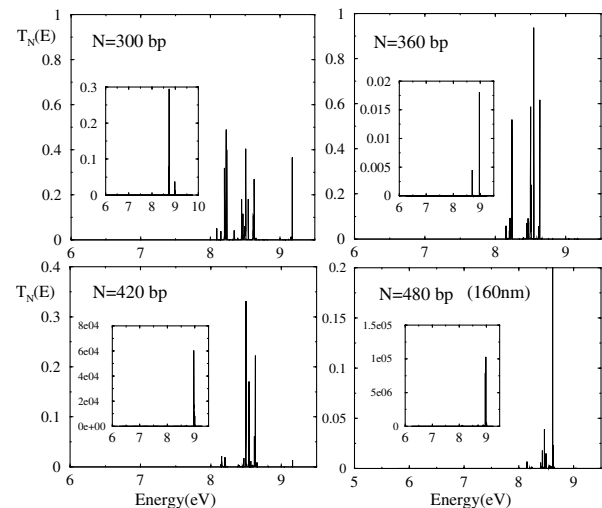 1
T_N(E)
N=300 bp
N=360 bp
0.8
0.6
0.4
0.2
0
0.3
0.2
0.1
0
6 7 8 9 10
6 7 8 9
1
0.8
0.6
0.4
0.2
0
0.02
0.015
0.01
0.005
0
6 7 8 9
6 7 8 9
0.4
T_N(E)
N=420 bp
0.3
0.2
0.1
0
8e04
6e04
4e04
2e04
0e+00
6 7 8 9
6 7 8 9
Energy(eV)
0.2
N=480 bp (160nm)
0.15
0.1
0.05
0
1.5e05
1e05
5e06
0
6 7 8 9
5 6 7 8 9
Energy(eV)